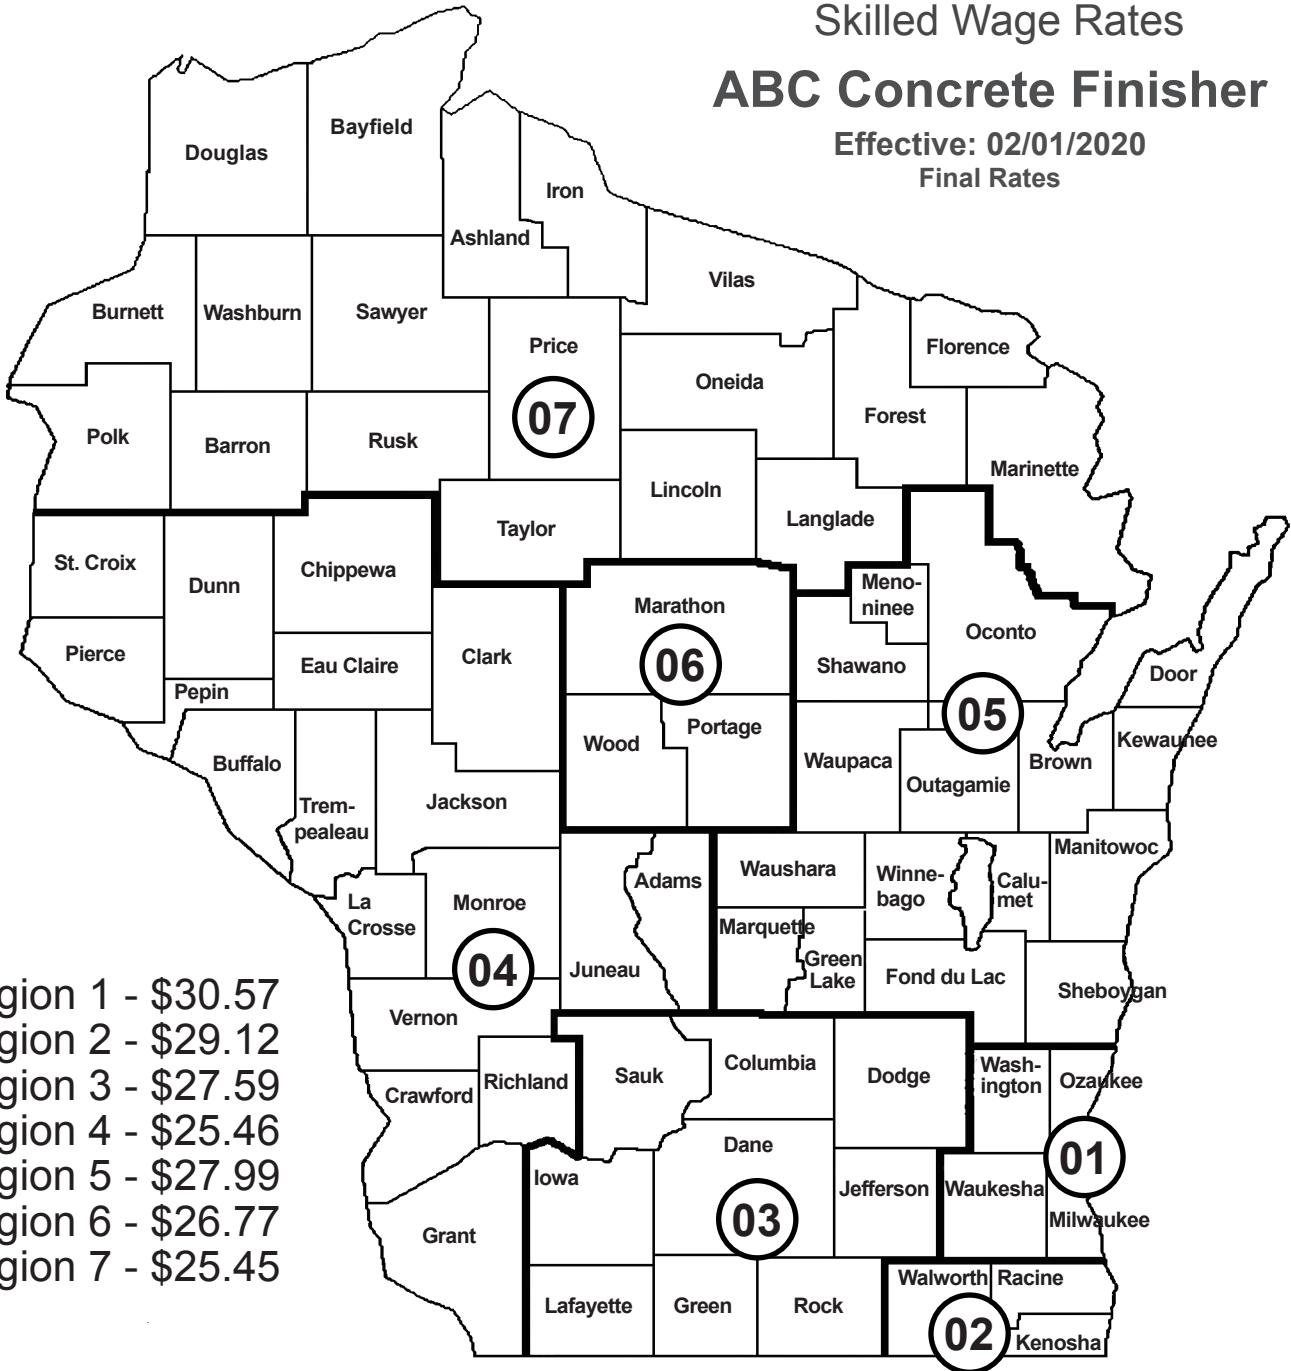 Skilled Wage Rates
ABC Concrete Finisher
Effective: 02/01/2020
Final Rates
Douglas
Bayfield
Iron
Ashland
Vilas
Burnett
Washburn
Sawyer
Price
Florence
Oneida
07
Forest
Polk
Barron
Rusk
Marinette
Lincoln
Langlade
Taylor
St. Croix
Dunn
Chippewa
Meno-
ninee
Marathon
Oconto
Pierce
Eau Claire
Clark
06
Shawano
Door
Pepin
05
Wood
Portage
Kewaunee
Buffalo
Waupaca
Brown
Outagamie
Trem-
pealeau
Jackson
Manitowoc
Waushara
Winne-
bago
Calu-
met
Adams
La
Crosse
Monroe
Marquette
04
Juneau
Green
Lake
Fond du Lac
Sheboygan
gion 1 - $30.57
gion 2 - $29.12
gion 3 - $27.59
gion 4 - $25.46
gion 5 - $27.99
gion 6 - $26.77
gion 7 - $25.45
Vernon
Columbia
Wash-
ington
Sauk
Dodge
Ozaukee
Richland
Crawford
Dane
01
Iowa
Jefferson
Waukesha
03
Milwaukee
Grant
Walworth
Racine
Lafayette
Green
Rock
02
Kenosha